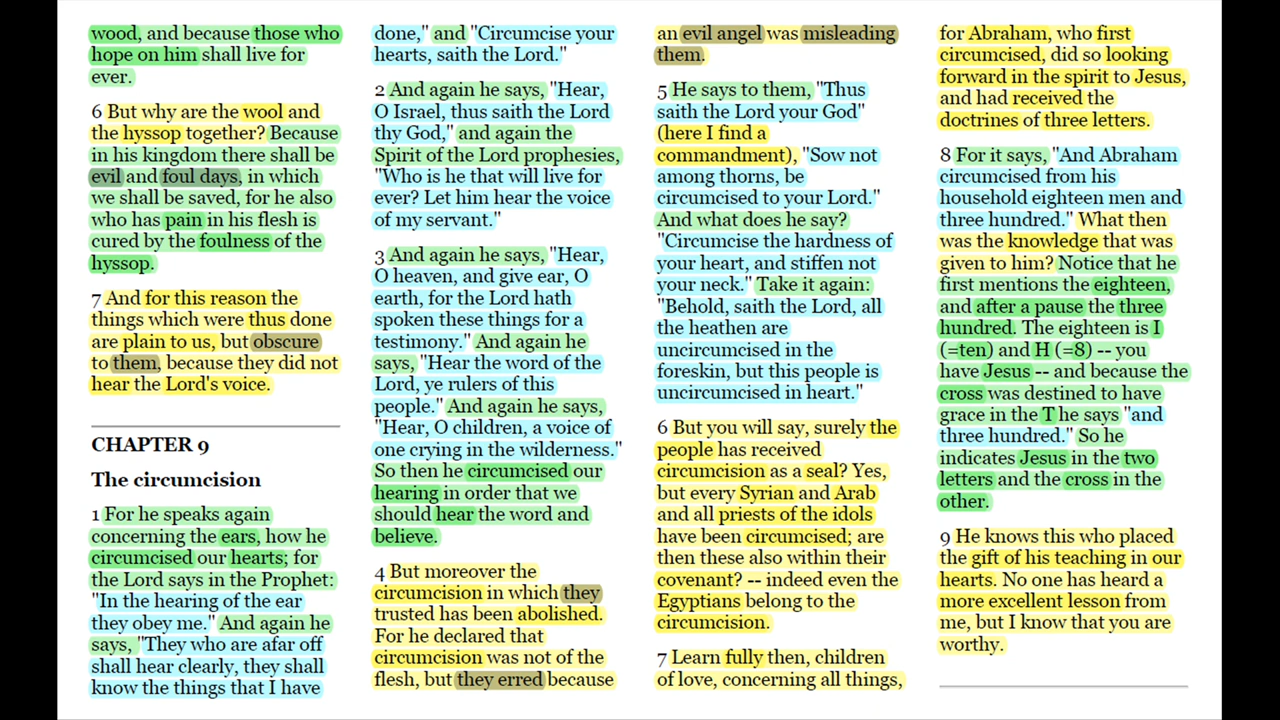 wood, and because those who
hope on him shall live for
ever.
6 But why are the wool and
the hyssop together? Because
in his kingdom there shall be
evil and foul days, in which
we shall be saved, for he also
who has pain in his flesh is
cured by the foulness of the
hyssop.
7 And for this reason the
things which were thus done
are plain to us, but obscure
to them, because they did not
hear the Lord's voice.
CHAPTER 9
The circumcision
1 For he speaks again
concerning the ears, how he
circumcised our hearts; for
the Lord says in the Prophet:
"In the hearing of the ear
they obey me." And again he
says, "They who are afar off
shall hear clearly, they shall
know the things that I have
done," and "Circumcise your
hearts, saith the Lord."
2 And again he says, "Hear,
O Israel, thus saith the Lord
thy God," and again the
Spirit of the Lord prophesies,
"Who is he that will live for
ever? Let him hear the voice
of my servant."
3 And again he says, "Hear,
O heaven, and give ear, O
earth, for the Lord hath
spoken these things for a
testimony." And again he
says, "Hear the word of the
Lord, ye rulers of this
people." And again he says,
"Hear, O children, a voice of
one crying in the wilderness."
So then he circumcised our
hearing in order that we
should hear the word and
believe.
4 But moreover the
circumcision in which they
trusted has been abolished.
For he declared that
circumcision was not of the
flesh, but they erred because
an evil angel was misleading
them.
5 He says to them, "Thus
saith the Lord your God"
(here I find a
commandment), "Sow not
among thorns, be
circumcised to your Lord."
And what does he say?
"Circumcise the hardness of
your heart, and stiffen not
your neck." Take it again:
"Behold, saith the Lord, all
the heathen are
uncircumcised in the
foreskin, but this people is
uncircumcised in heart."
6 But you will say, surely the
people has received
circumcision as a seal? Yes,
but every Syrian and Arab
and all priests of the idols
have been circumcised; are
then these also within their
covenant? -- indeed even the
Egyptians belong to the
circumcision.
7 Learn fully then, children
of love, concerning all things,
for Abraham, who first
circumcised, did so looking
forward in the spirit to Jesus,
and had received the
doctrines of three letters.
8 For it says, "And Abraham
circumcised from his
household eighteen men and
three hundred." What then
was the knowledge that was
given to him? Notice that he
first mentions the eighteen,
and after a pause the three
hundred. The eighteen is I
(=ten) and H (=8) -- you
have Jesus -- and because the
cross was destined to have
grace in the T he says "and
three hundred." So he
indicates Jesus in the two
letters and the cross in the
other.
9 He knows this who placed
the gift of his teaching in our
hearts. No one has heard a
more excellent lesson from
me, but I know that you are
worthy.